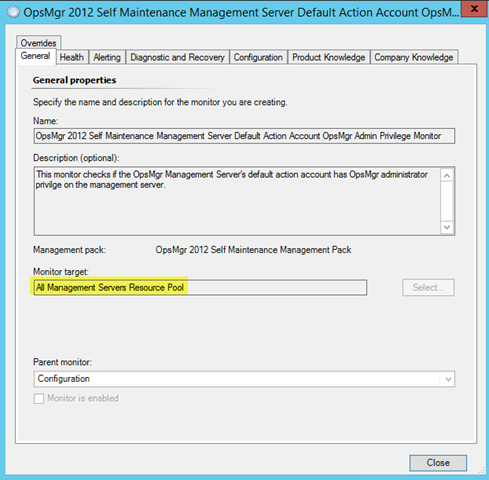 OpsMgr 2012 Self Maintenance Management Server Default Action Account OpsM...
Overrides
General Health Alerting Diagnostic and Recovery Configuration Product Knowledge Company Knowledge
General properties
Specify the name and description for the monitor you are creating.
Name:
OpsMgr 2012 Self Maintenance Management Server Default Action Account OpsMgr Admin Privilege Monitor
Description (optional):
This monitor checks if the OpsMgr Management Server's default action account has OpsMgr administrator
privilge on the management server.
Management pack: OpsMgr 2012 Self Maintenance Management Pack
Monitor target:
All Management Servers Resource Pool
Select...
Parent monitor:
Configuration
Monitor is enabled
Close